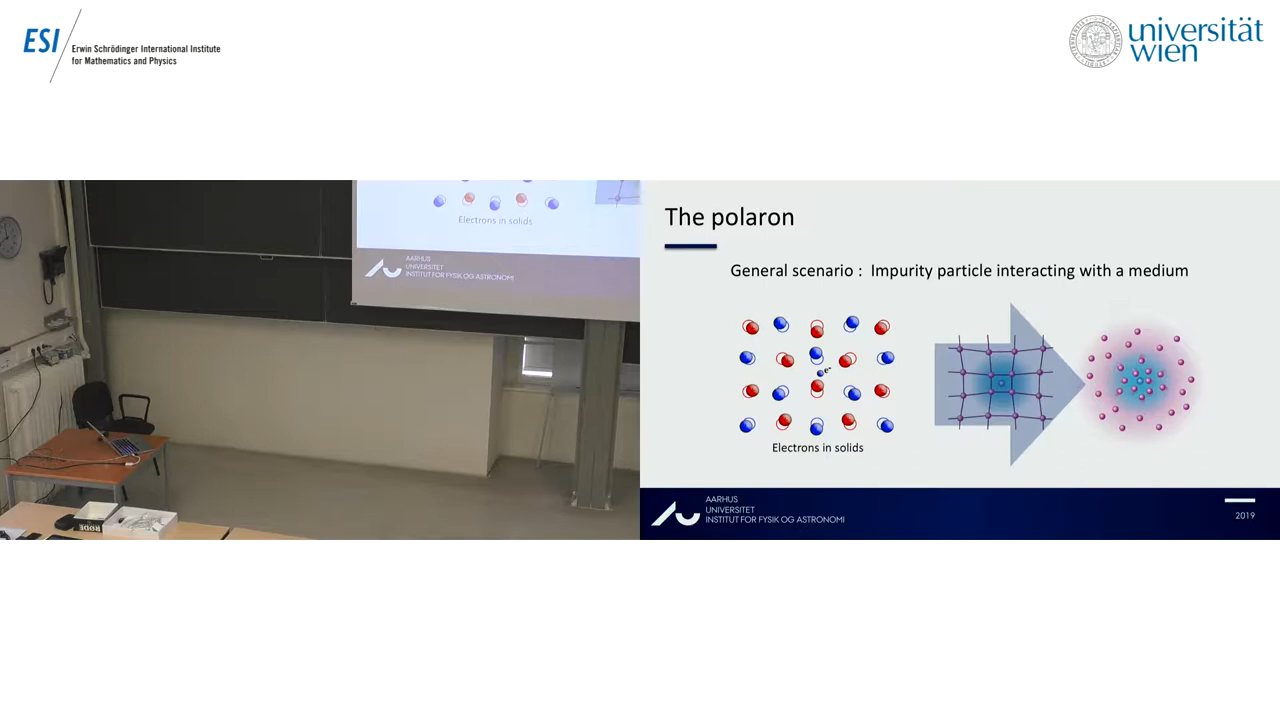 ESI
Erwin Schrödinger International Institute
for Mathematics and Physics
universität
wien
Electrons in solids
AARHUS
UNIVERSITET
INSTITUT FOR FYSIK OG ASTRONOMI
RØDE
The polaron
General scenario : Impurity particle interacting with a medium
e⁻
Electrons in solids
AARHUS
UNIVERSITET
INSTITUT FOR FYSIK OG ASTRONOMI
2019